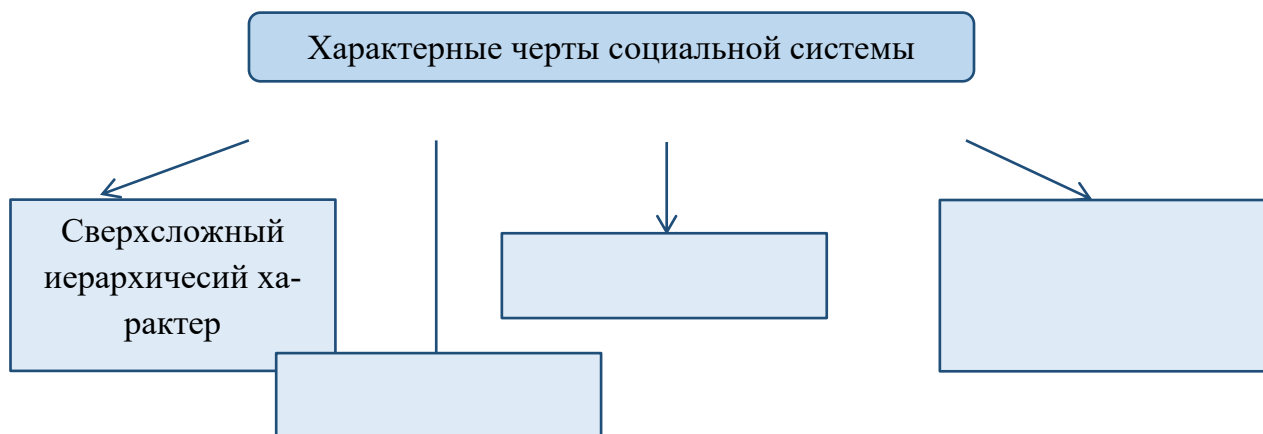 Характерные черты социальной системы
Сверхсложный
иерархичесий ха-
рактер